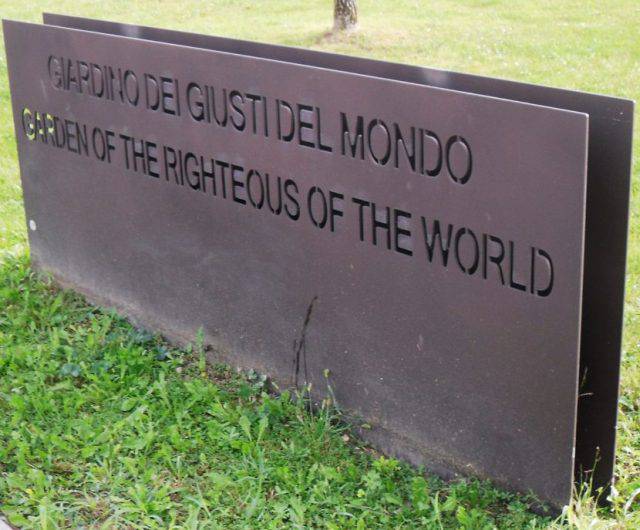 GIARDINO DEI GIUSTI DEL MONDO
GARDEN OF THE RIGHTEOUS OF THE WORLD